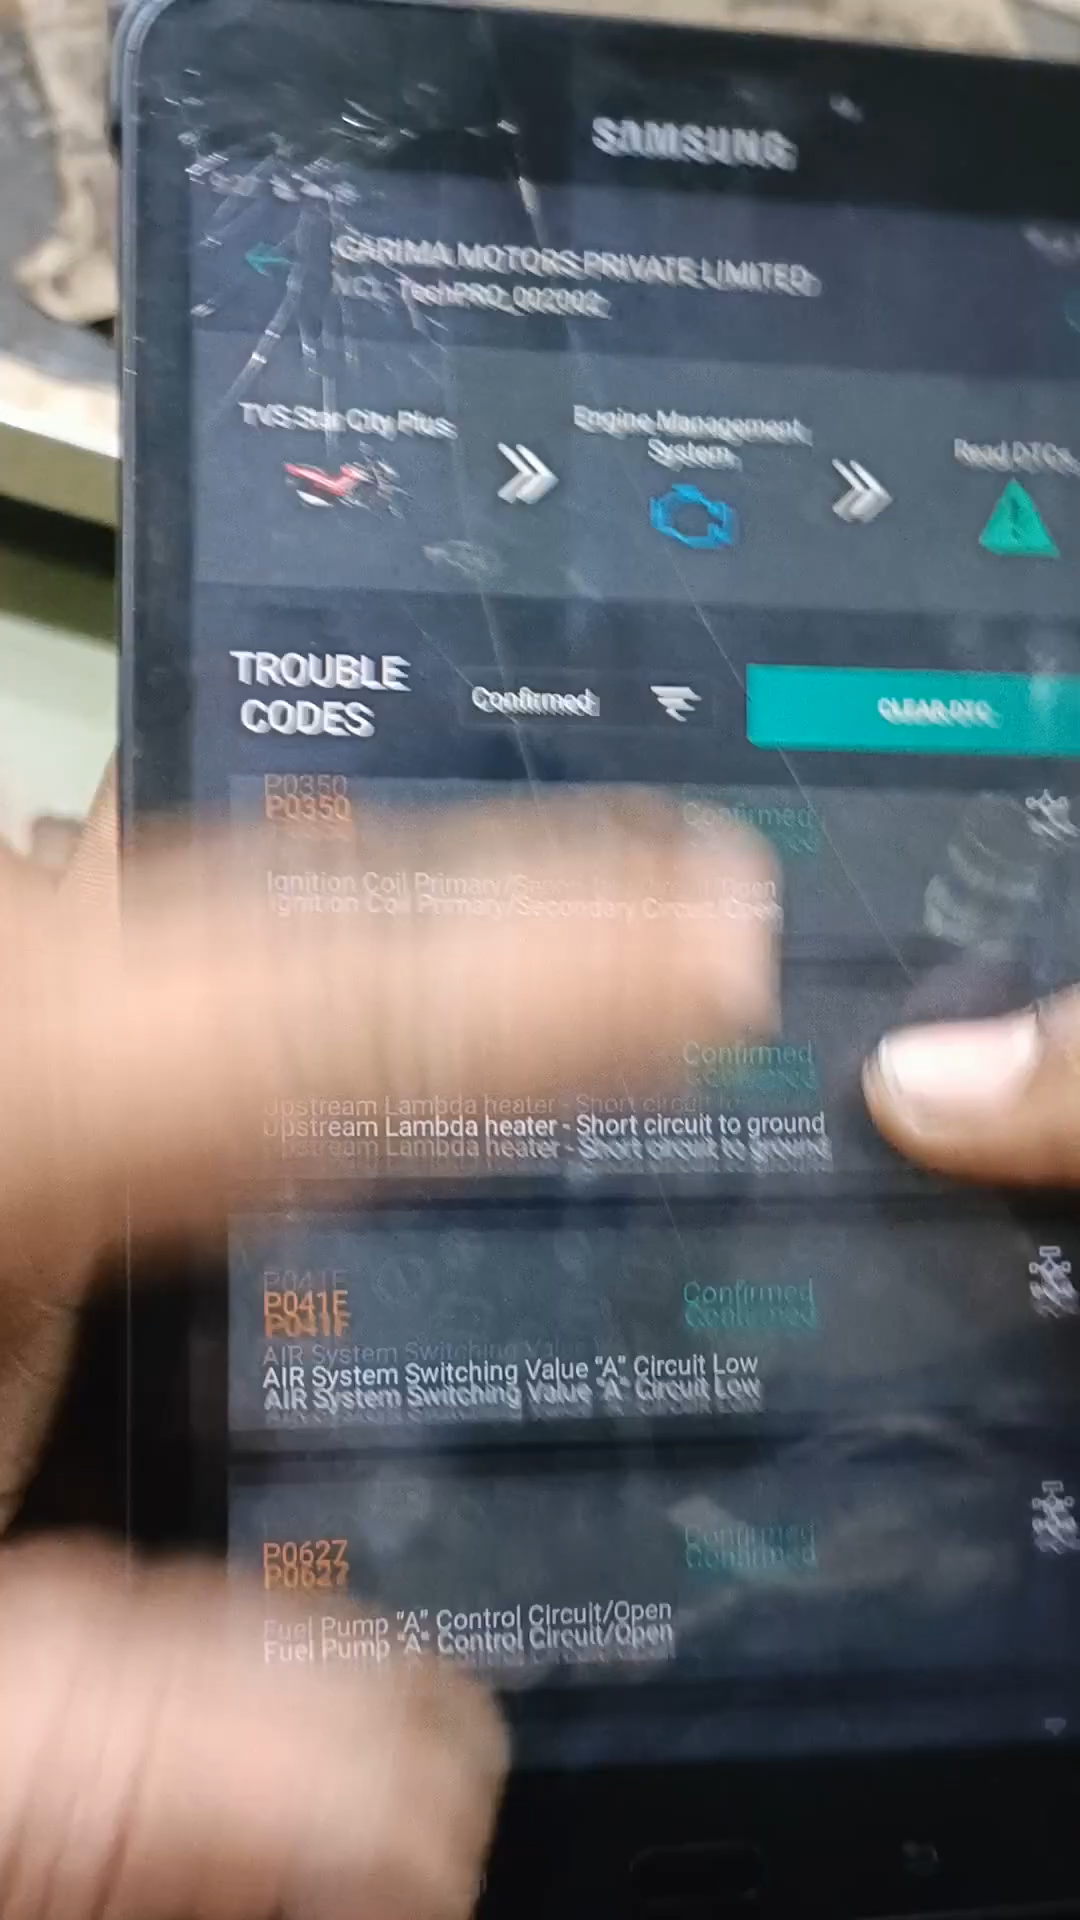 SAMSUNG
GARIMA MOTORS PRIVATE LIMITED
VCI TechPRO_002002
TVS Star City Plus
Engine Management
System
Read DTCs
TROUBLE
CODES
Confirmed
CLEAR DTC
P0350
Confirmed
Ignition Coil Primary/Secondary Circuit/Open
Confirmed
Upstream Lambda heater - Short circuit to ground
P041F
Confirmed
AIR System Switching Value "A" Circuit Low
P0627
Confirmed
Fuel Pump "A" Control CIrcuit/Open